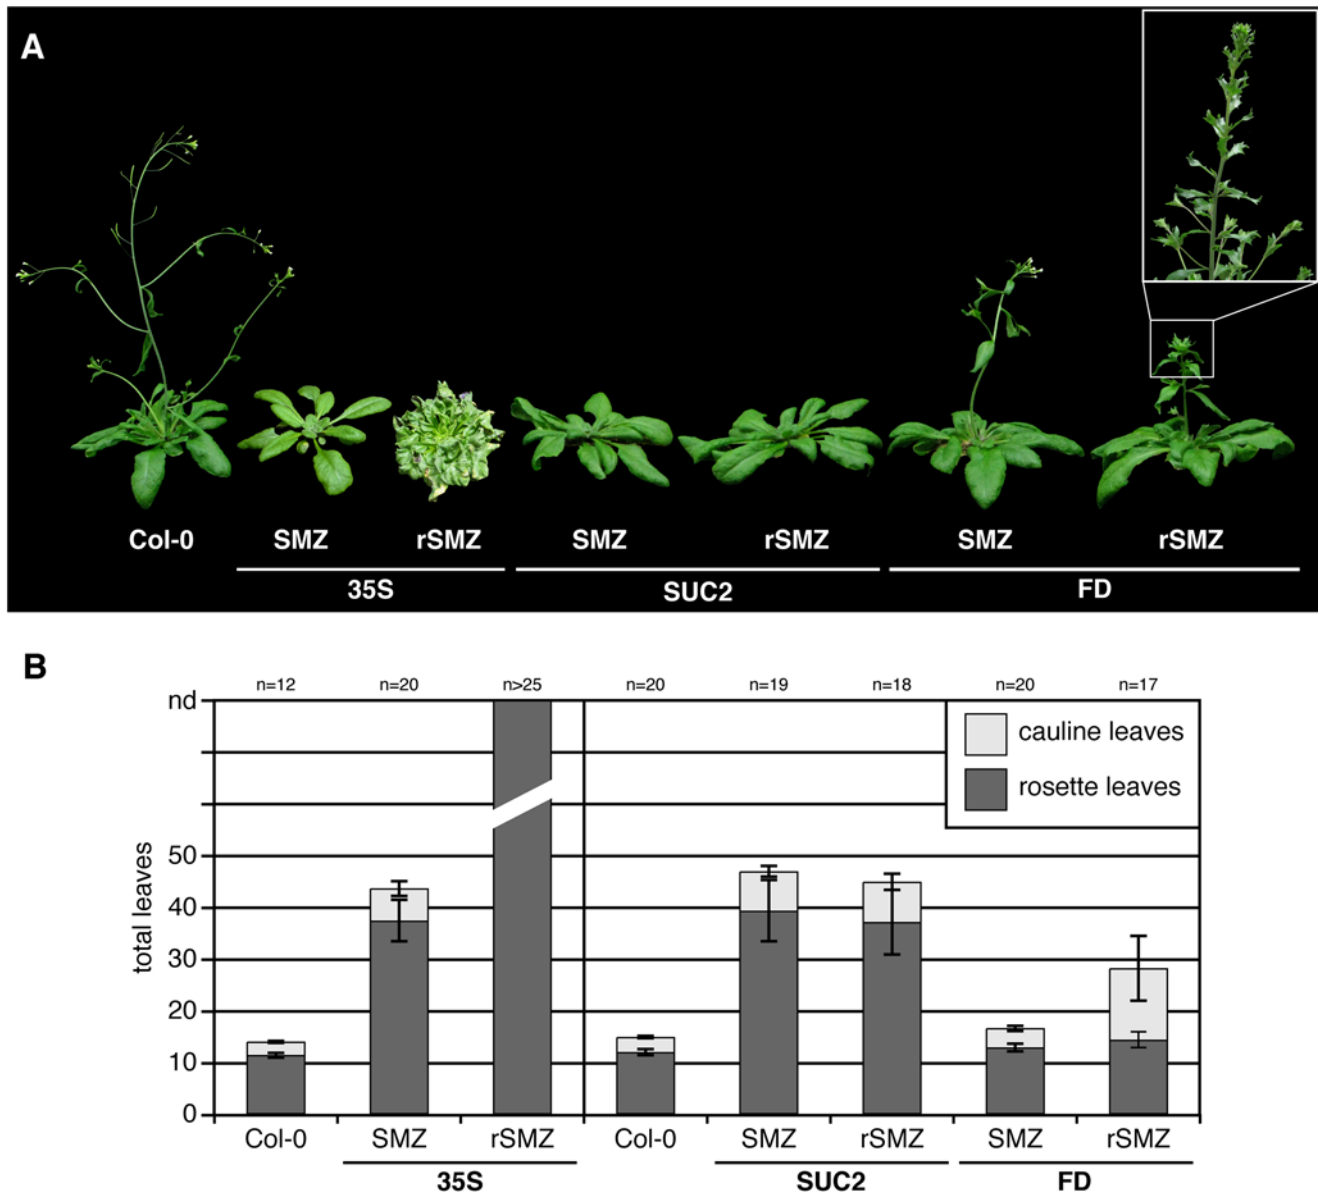 A
Col-0 SMZ rSMZ SMZ rSMZ SMZ rSMZ
35S SUC2 FD
B
n=12 n=20 n>25 n=20 n=19 n=18 n=20 n=17
nd
cauline leaves
rosette leaves
total leaves
50
40
30
20
10
0
Col-0 SMZ rSMZ Col-0 SMZ rSMZ SMZ rSMZ
35S SUC2 FD